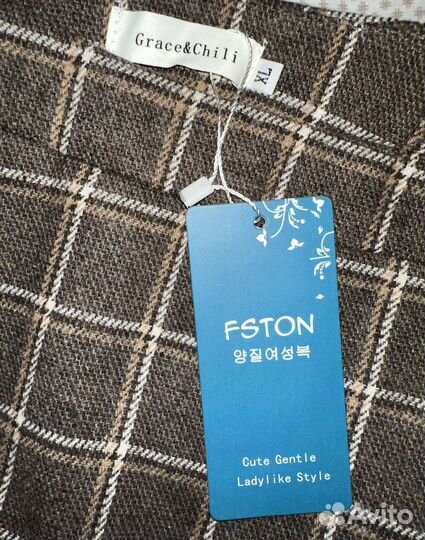 Grace&Chili
XL
FSTON
양질여성복
Cute Gentle
Ladylike Style
Avito